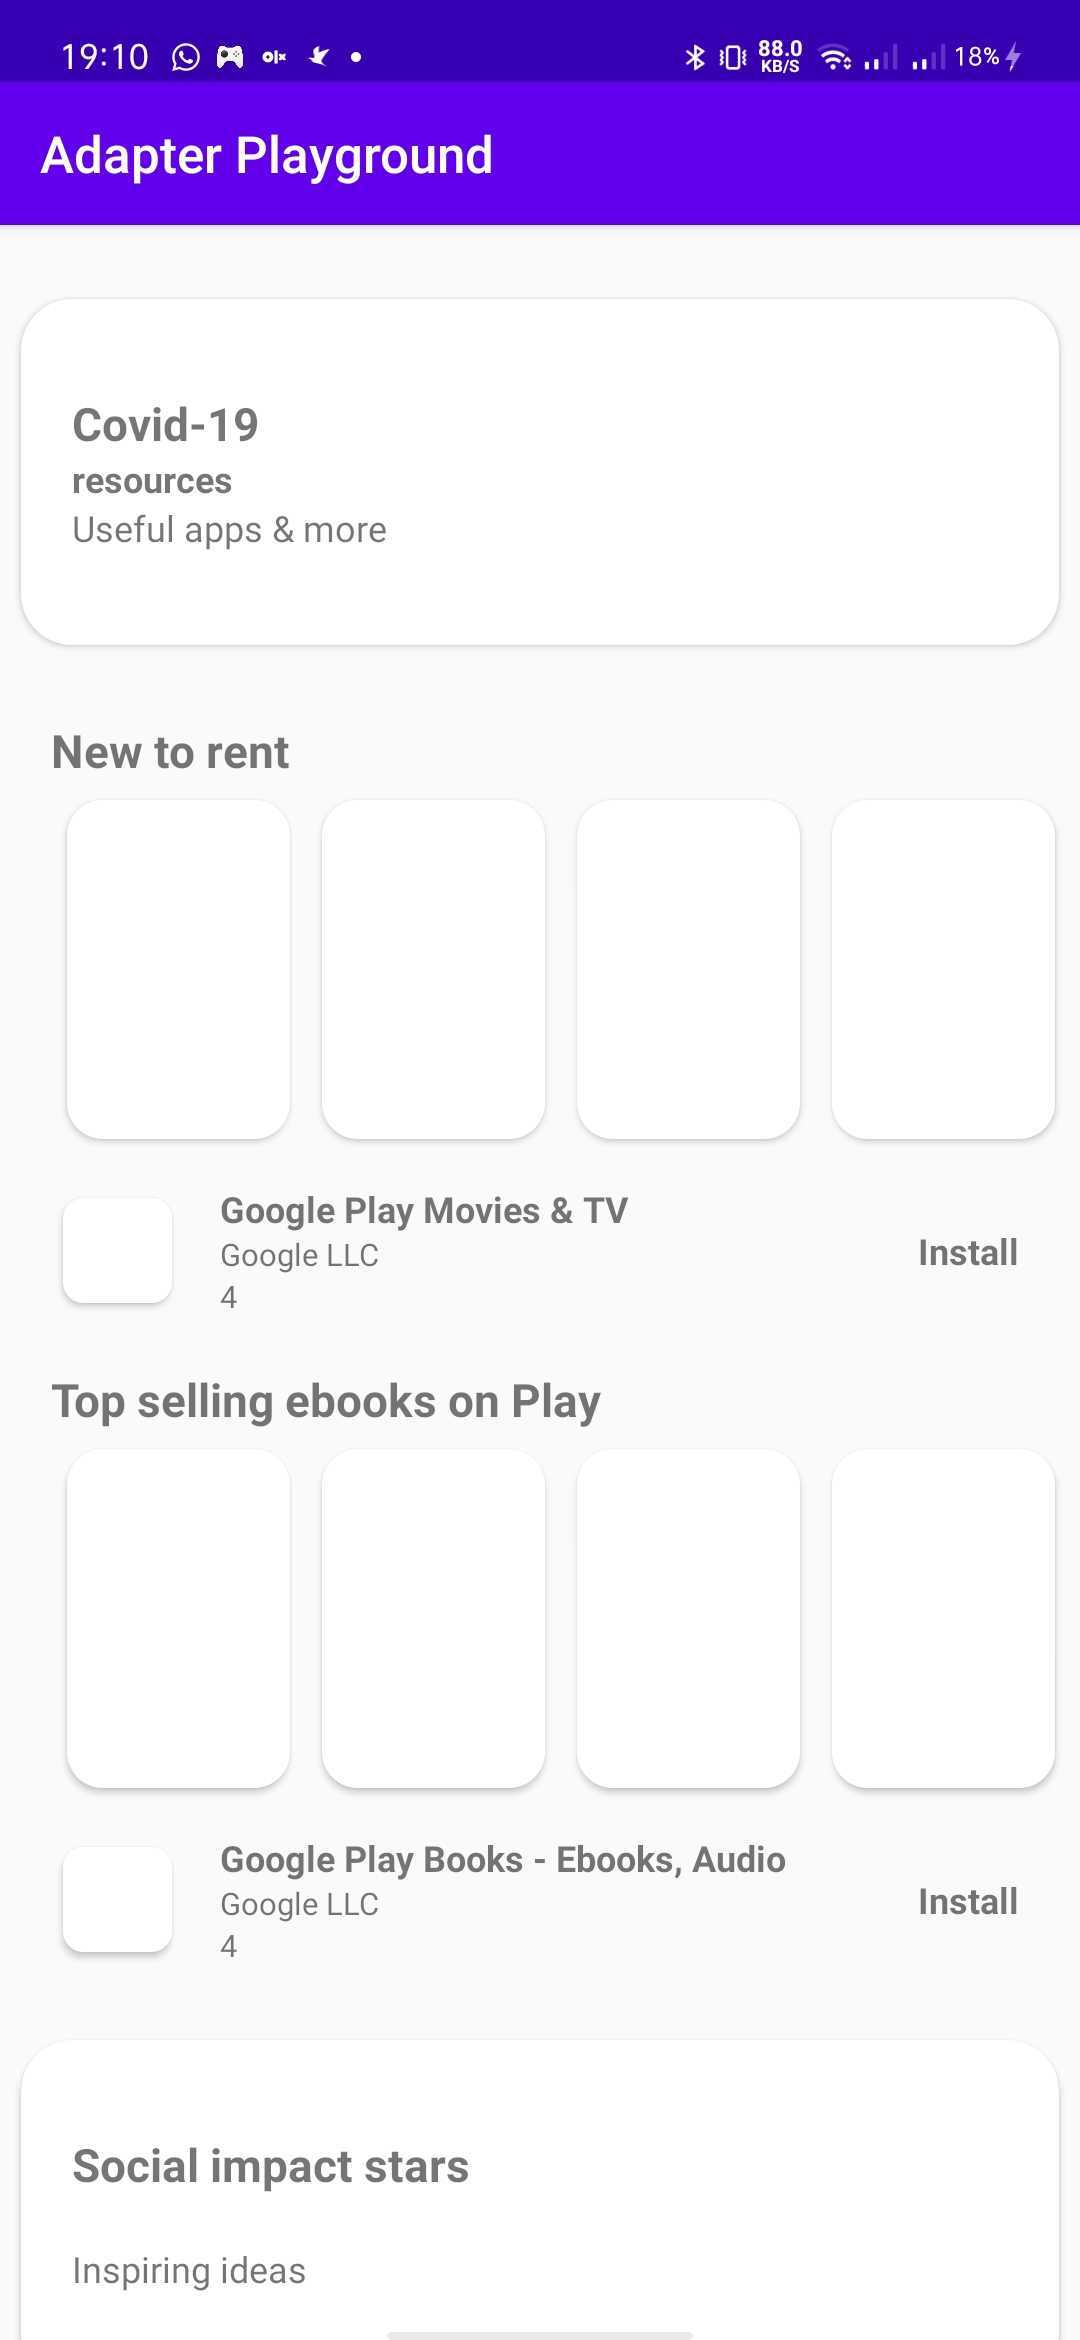 19:10 olx 88.0 KB/S 18%
Adapter Playground
Covid-19
resources
Useful apps & more
New to rent
Google Play Movies & TV
Google LLC
4
Install
Top selling ebooks on Play
Google Play Books - Ebooks, Audio
Google LLC
4
Install
Social impact stars
Inspiring ideas